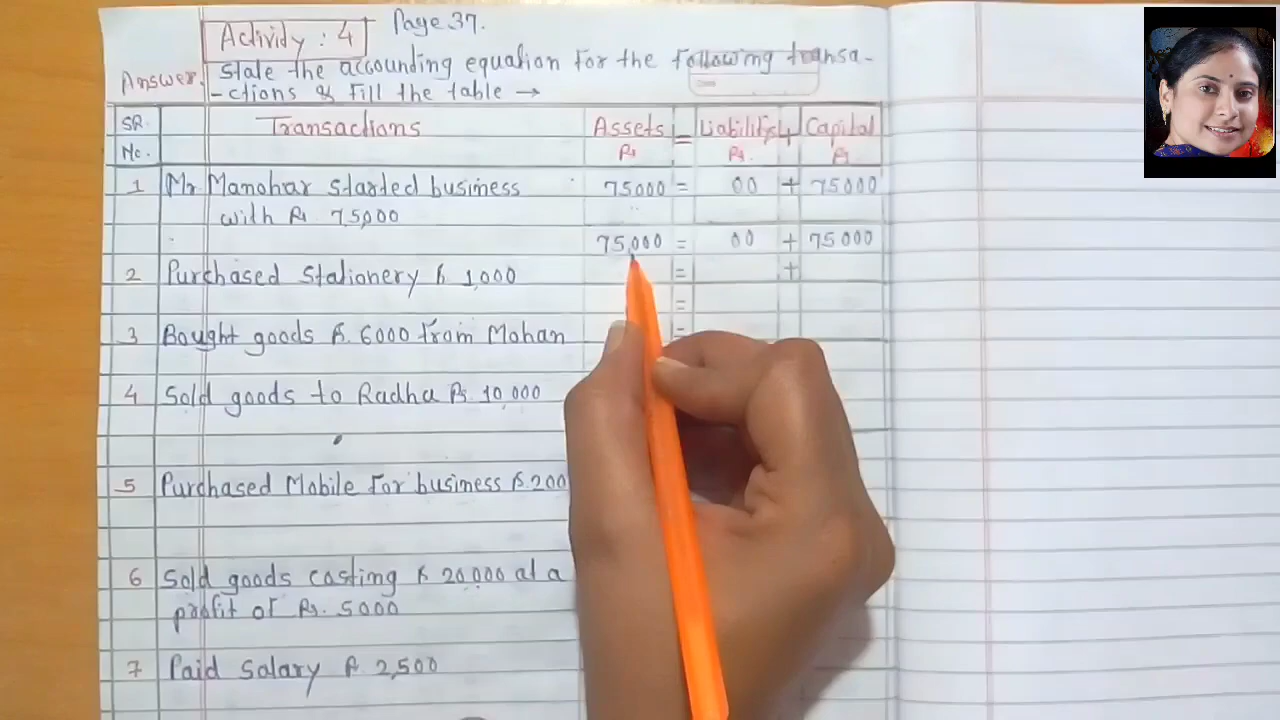 Activity : 4 Page 37.
Answer. State the accounting equation for the following transa-
-ctions & fill the table →
SR. No. Transactions Assets ₨ = Liabilities ₨. + Capital ₨
1 Mr Manohar started business 75000 = 00 + 75000
with ₨ 75,000
75,000 = 00 + 75000
2 Purchased Stationery ₨ 1,000 = +
=
3 Bought goods ₨. 6000 from Mohan =
4 Sold goods to Radha ₨. 10,000
5 Purchased Mobile for business ₨.200
6 Sold goods costing ₨ 20,000 at a
profit of ₨. 5000
7 Paid salary ₨ 2,500